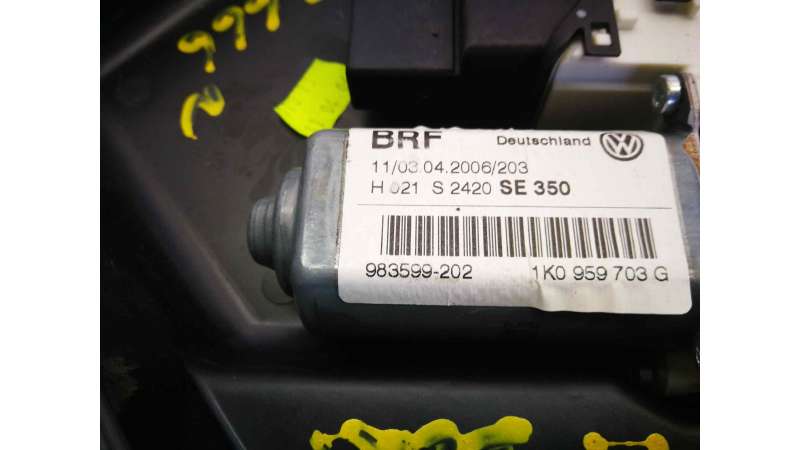 BRF Deutschland
11/03.04.2006/203
H 021 S 2420 SE 350
983599-202 1K0 959 703 G